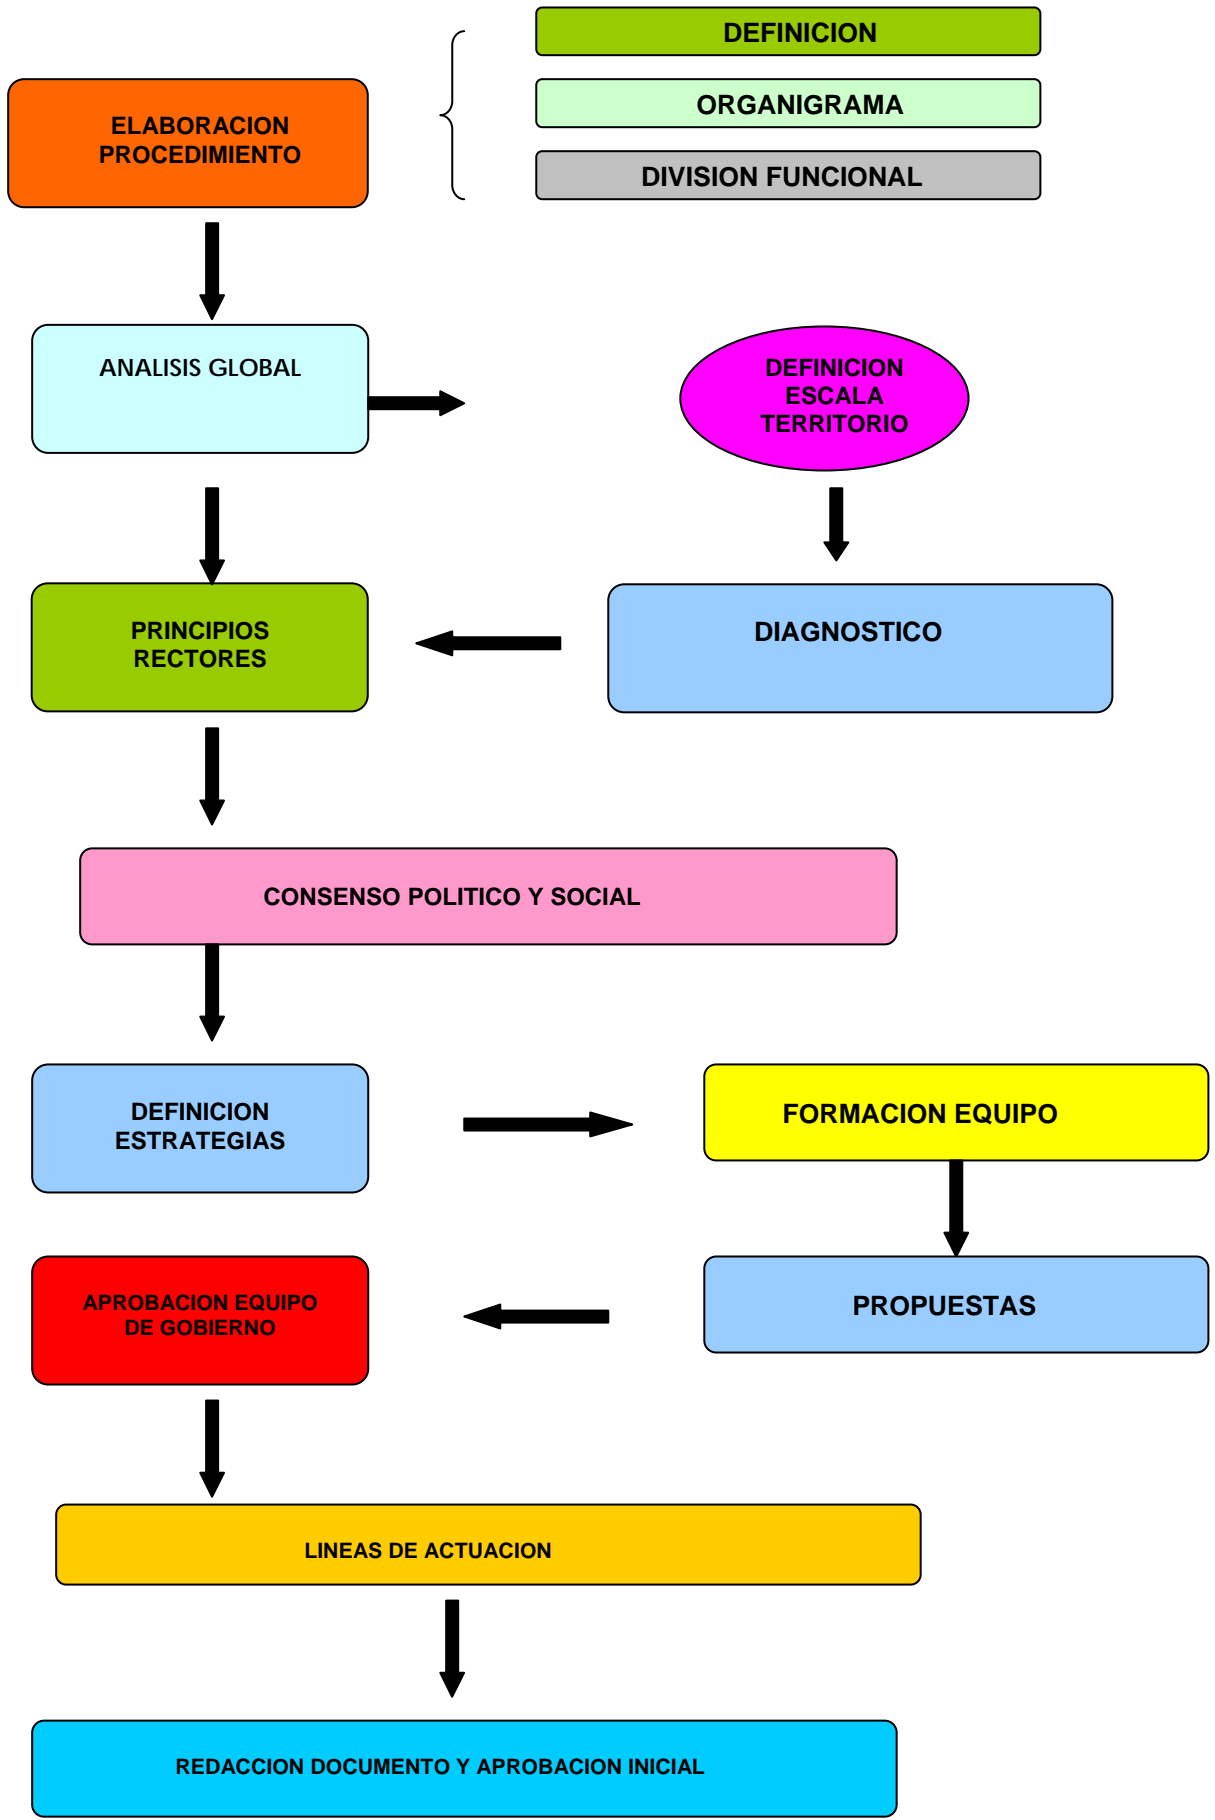 DEFINICION
ORGANIGRAMA
DIVISION FUNCIONAL
ELABORACION
PROCEDIMIENTO
ANALISIS GLOBAL
DEFINICION
ESCALA
TERRITORIO
PRINCIPIOS
RECTORES
DIAGNOSTICO
CONSENSO POLITICO Y SOCIAL
DEFINICION
ESTRATEGIAS
FORMACION EQUIPO
APROBACION EQUIPO
DE GOBIERNO
PROPUESTAS
LINEAS DE ACTUACION
REDACCION DOCUMENTO Y APROBACION INICIAL